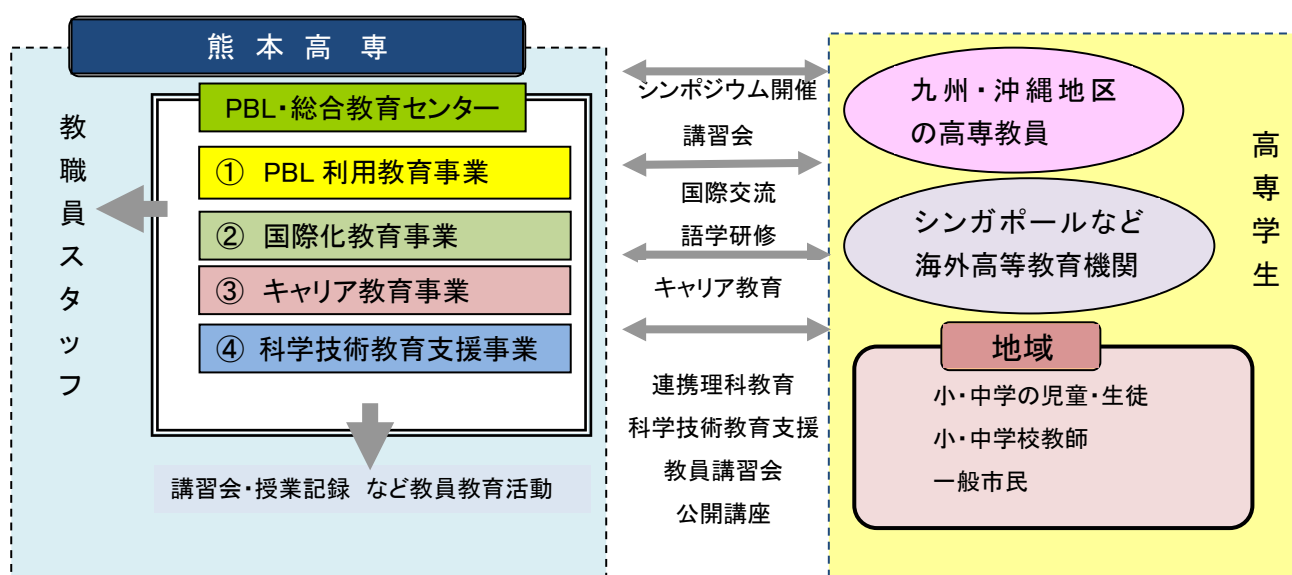 熊 本 高 専
教職員スタッフ
PBL・総合教育センター
① PBL 利用教育事業
② 国際化教育事業
③ キャリア教育事業
④ 科学技術教育支援事業
講習会・授業記録 など教員教育活動
シンポジウム開催
講習会
国際交流
語学研修
キャリア教育
連携理科教育
科学技術教育支援
教員講習会
公開講座
九州・沖縄地区
の高専教員
シンガポールなど
海外高等教育機関
地域
小・中学の児童・生徒
小・中学校教師
一般市民
高専学生